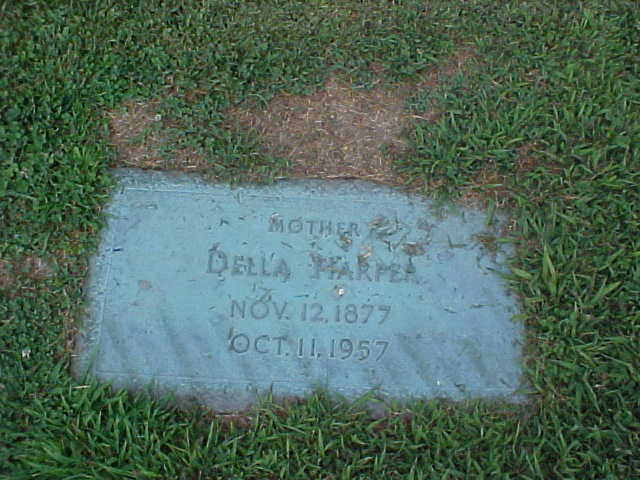 MOTHER
DELLA HARPER
NOV. 12, 1877
OCT. 11, 1957